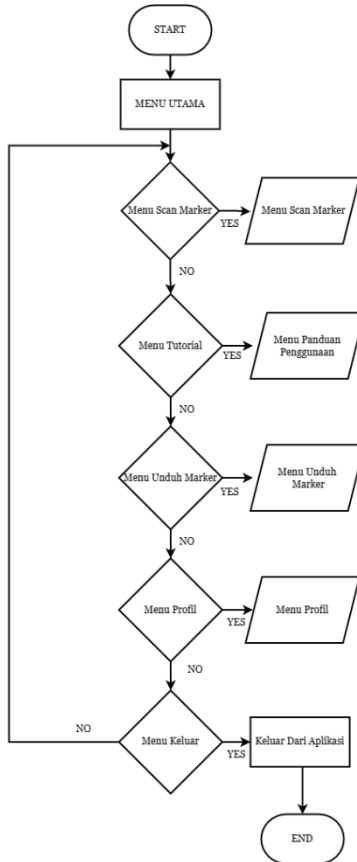 START
MENU UTAMA
Menu Scan Marker
YES
Menu Scan Marker
NO
Menu Tutorial
YES
Menu Panduan
Penggunaan
NO
Menu Unduh Marker
YES
Menu Unduh
Marker
NO
Menu Profil
YES
Menu Profil
NO
NO
Menu Keluar
YES
Keluar Dari Aplikasi
END